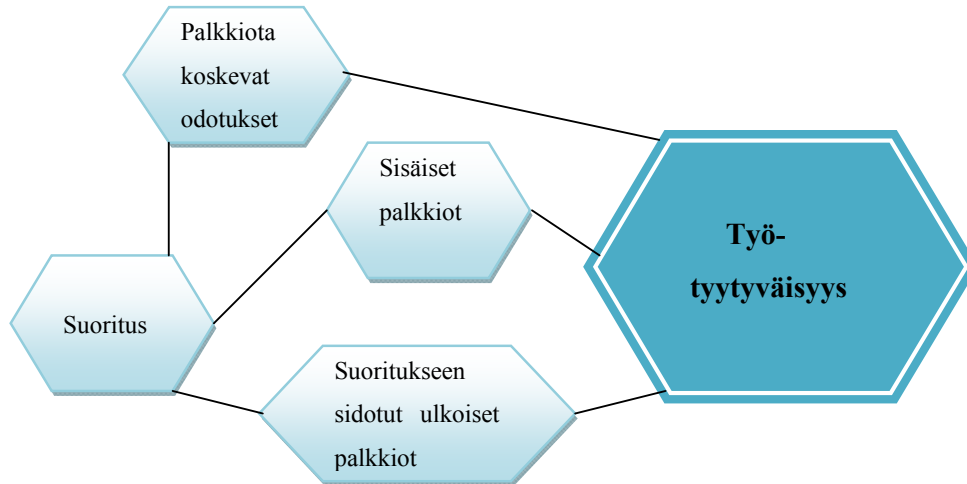 Palkkiota
koskevat
odotukset
Sisäiset
palkkiot
Työ-
tyytyväisyys
Suoritus
Suoritukseen
sidotut ulkoiset
palkkiot